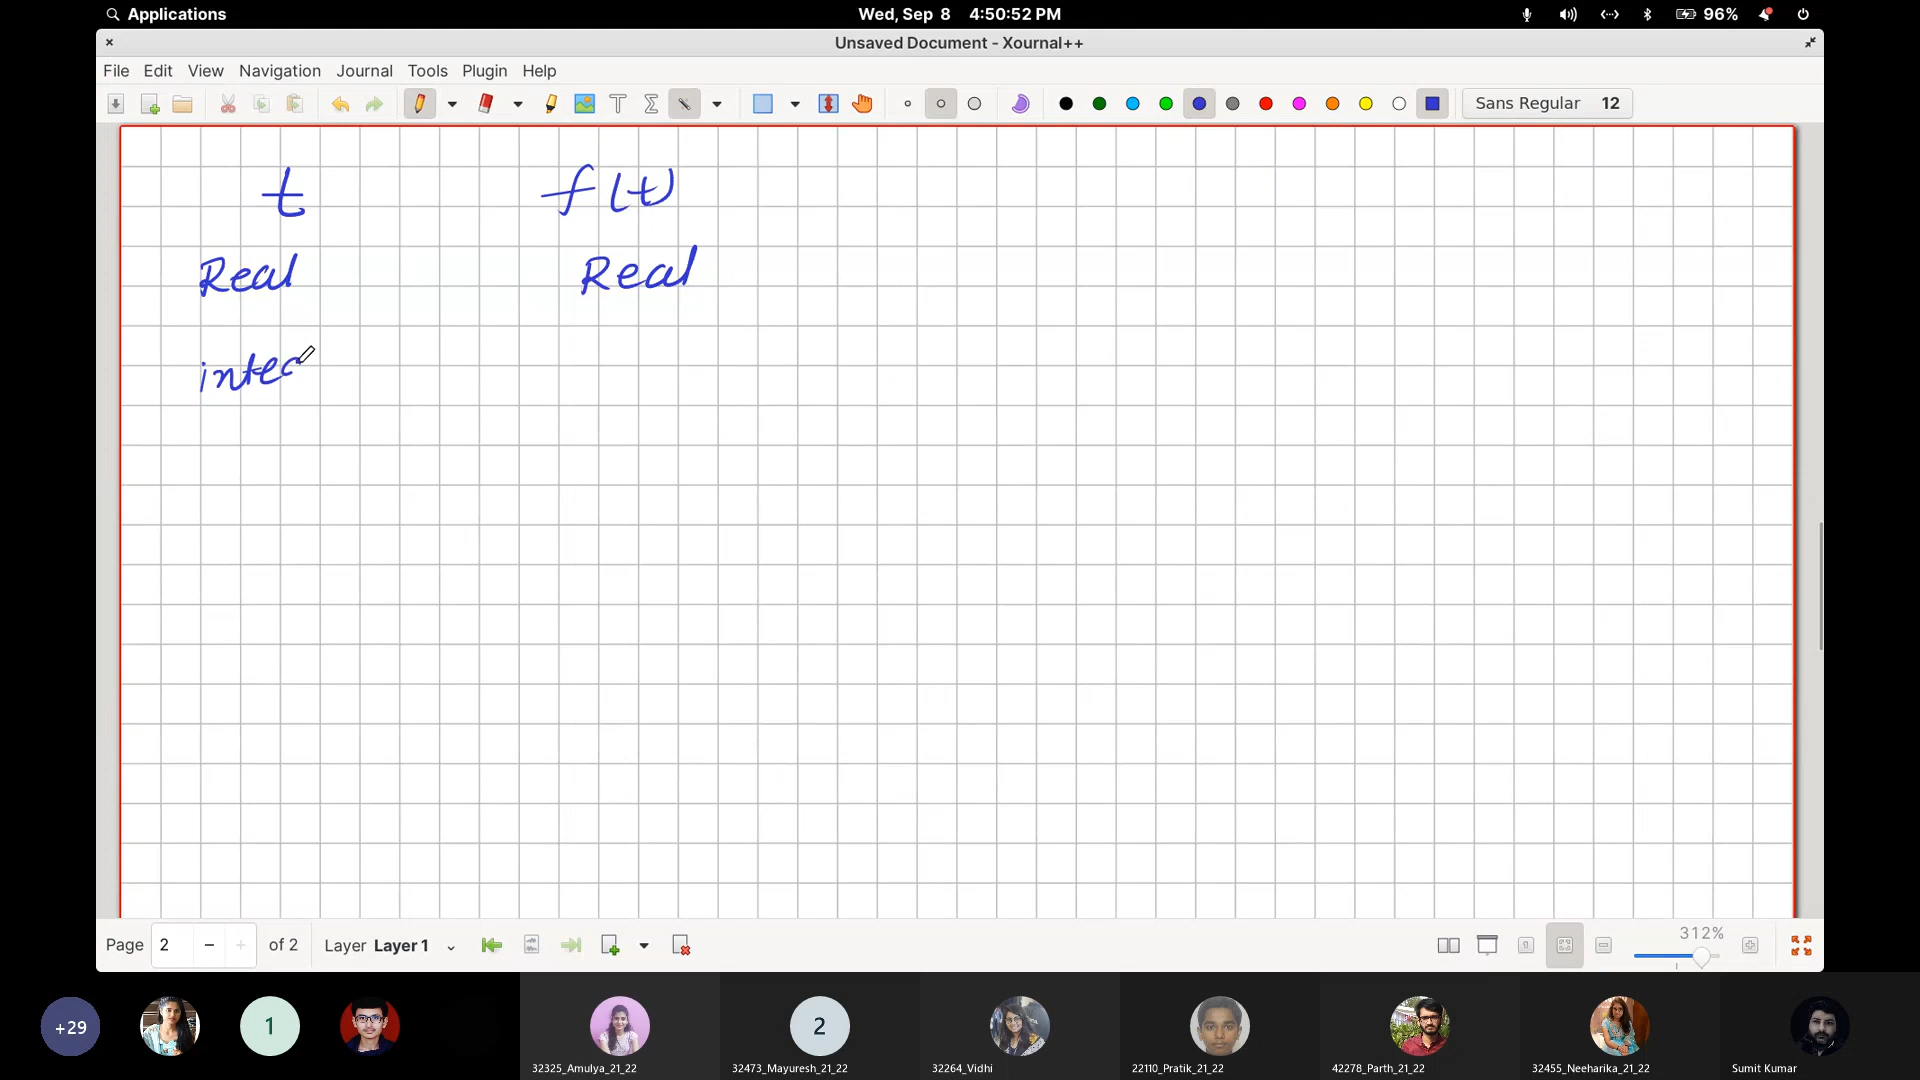 Applications
Wed, Sep 8 4:50:52 PM
96%
Unsaved Document - Xournal++
File Edit View Navigation Journal Tools Plugin Help
Sans Regular 12
t f(t)
Real Real
integ
Page 2 of 2 Layer Layer 1
312%
+29 1 2
32325_Amulya_21_22 32473_Mayuresh_21_22 32264_Vidhi 22110_Pratik_21_22 42278_Parth_21_22 32455_Neeharika_21_22 Sumit Kumar